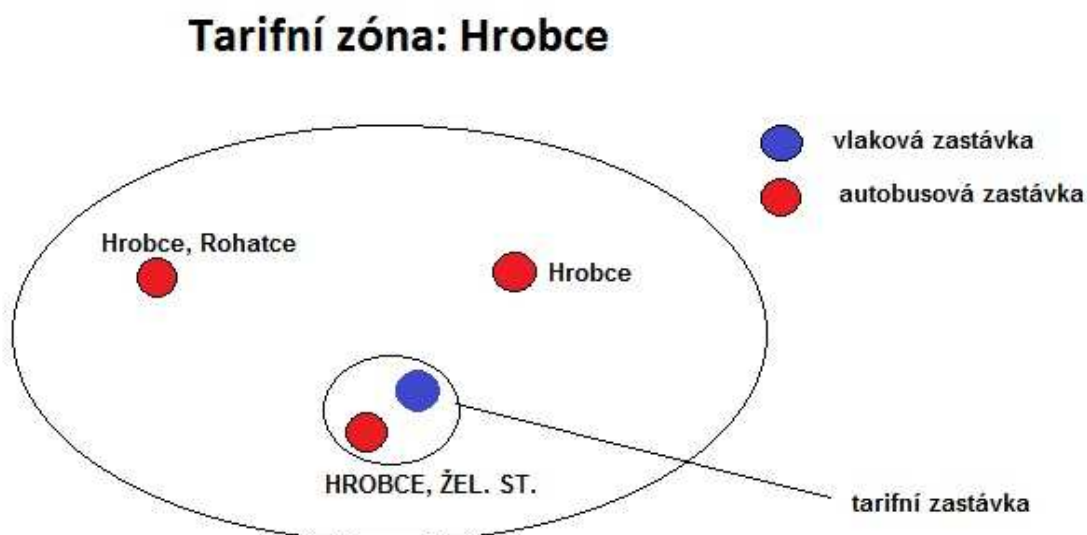 Tarifní zóna: Hrobce
vlaková zastávka
autobusová zastávka
Hrobce, Rohatce
Hrobce
HROBCE, ŽEL. ST.
tarifní zastávka